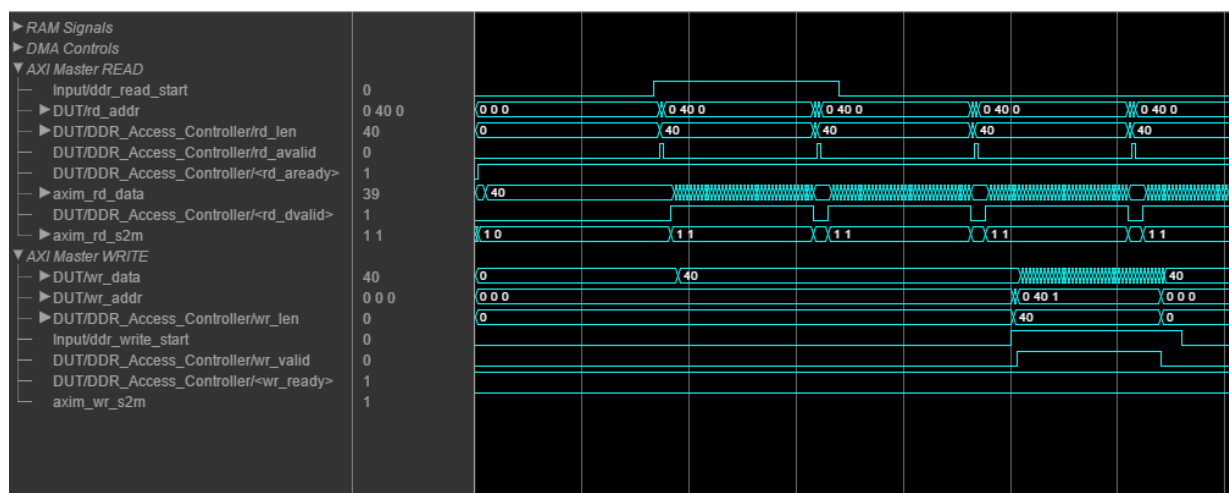 RAM Signals
DMA Controls
AXI Master READ
Input/ddr_read_start 0
DUT/rd_addr 0 40 0 0 0 0 0 40 0 0 40 0 0 40 0 0 40 0
DUT/DDR_Access_Controller/rd_len 40 0 40 40 40 40
DUT/DDR_Access_Controller/rd_avalid 0
DUT/DDR_Access_Controller/<rd_aready> 1
axim_rd_data 39 40
DUT/DDR_Access_Controller/<rd_dvalid> 1
axim_rd_s2m 1 1 1 0 1 1 1 1 1 1 1 1
AXI Master WRITE
DUT/wr_data 40 0 40 40
DUT/wr_addr 0 0 0 0 0 0 0 40 1 0 0 0
DUT/DDR_Access_Controller/wr_len 0 0 40 0
Input/ddr_write_start 0
DUT/DDR_Access_Controller/wr_valid 0
DUT/DDR_Access_Controller/<wr_ready> 1
axim_wr_s2m 1